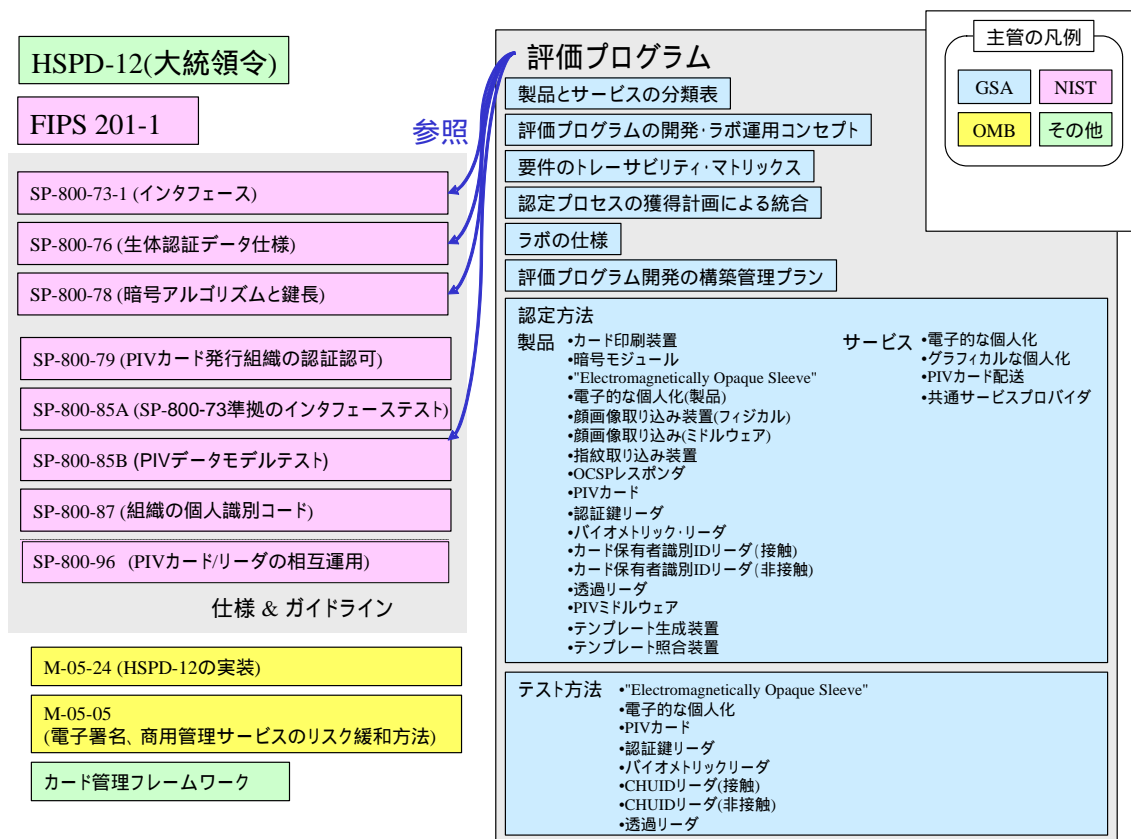 HSPD-12(大統領令)
FIPS 201-1
参照
SP-800-73-1 (インタフェース)
SP-800-76 (生体認証データ仕様)
SP-800-78 (暗号アルゴリズムと鍵長)
SP-800-79 (PIVカード発行組織の認証認可)
SP-800-85A (SP-800-73準拠のインタフェーステスト)
SP-800-85B (PIVデータモデルテスト)
SP-800-87 (組織の個人識別コード)
SP-800-96 (PIVカード/リーダの相互運用)
仕様 & ガイドライン
M-05-24 (HSPD-12の実装)
M-05-05
(電子署名、商用管理サービスのリスク緩和方法)
カード管理フレームワーク
評価プログラム
製品とサービスの分類表
評価プログラムの開発・ラボ運用コンセプト
要件のトレーサビリティ・マトリックス
認定プロセスの獲得計画による統合
ラボの仕様
評価プログラム開発の構築管理プラン
認定方法
製品
•カード印刷装置
•暗号モジュール
•"Electromagnetically Opaque Sleeve"
•電子的な個人化(製品)
•顔画像取り込み装置(フィジカル)
•顔画像取り込み(ミドルウェア)
•指紋取り込み装置
•OCSPレスポンダ
•PIVカード
•認証鍵リーダ
•バイオメトリック・リーダ
•カード保有者識別IDリーダ(接触)
•カード保有者識別IDリーダ(非接触)
•透過リーダ
•PIVミドルウェア
•テンプレート生成装置
•テンプレート照合装置
サービス
•電子的な個人化
•グラフィカルな個人化
•PIVカード配送
•共通サービスプロバイダ
テスト方法
•"Electromagnetically Opaque Sleeve"
•電子的な個人化
•PIVカード
•認証鍵リーダ
•バイオメトリックリーダ
•CHUIDリーダ(接触)
•CHUIDリーダ(非接触)
•透過リーダ
主管の凡例
GSA
NIST
OMB
その他